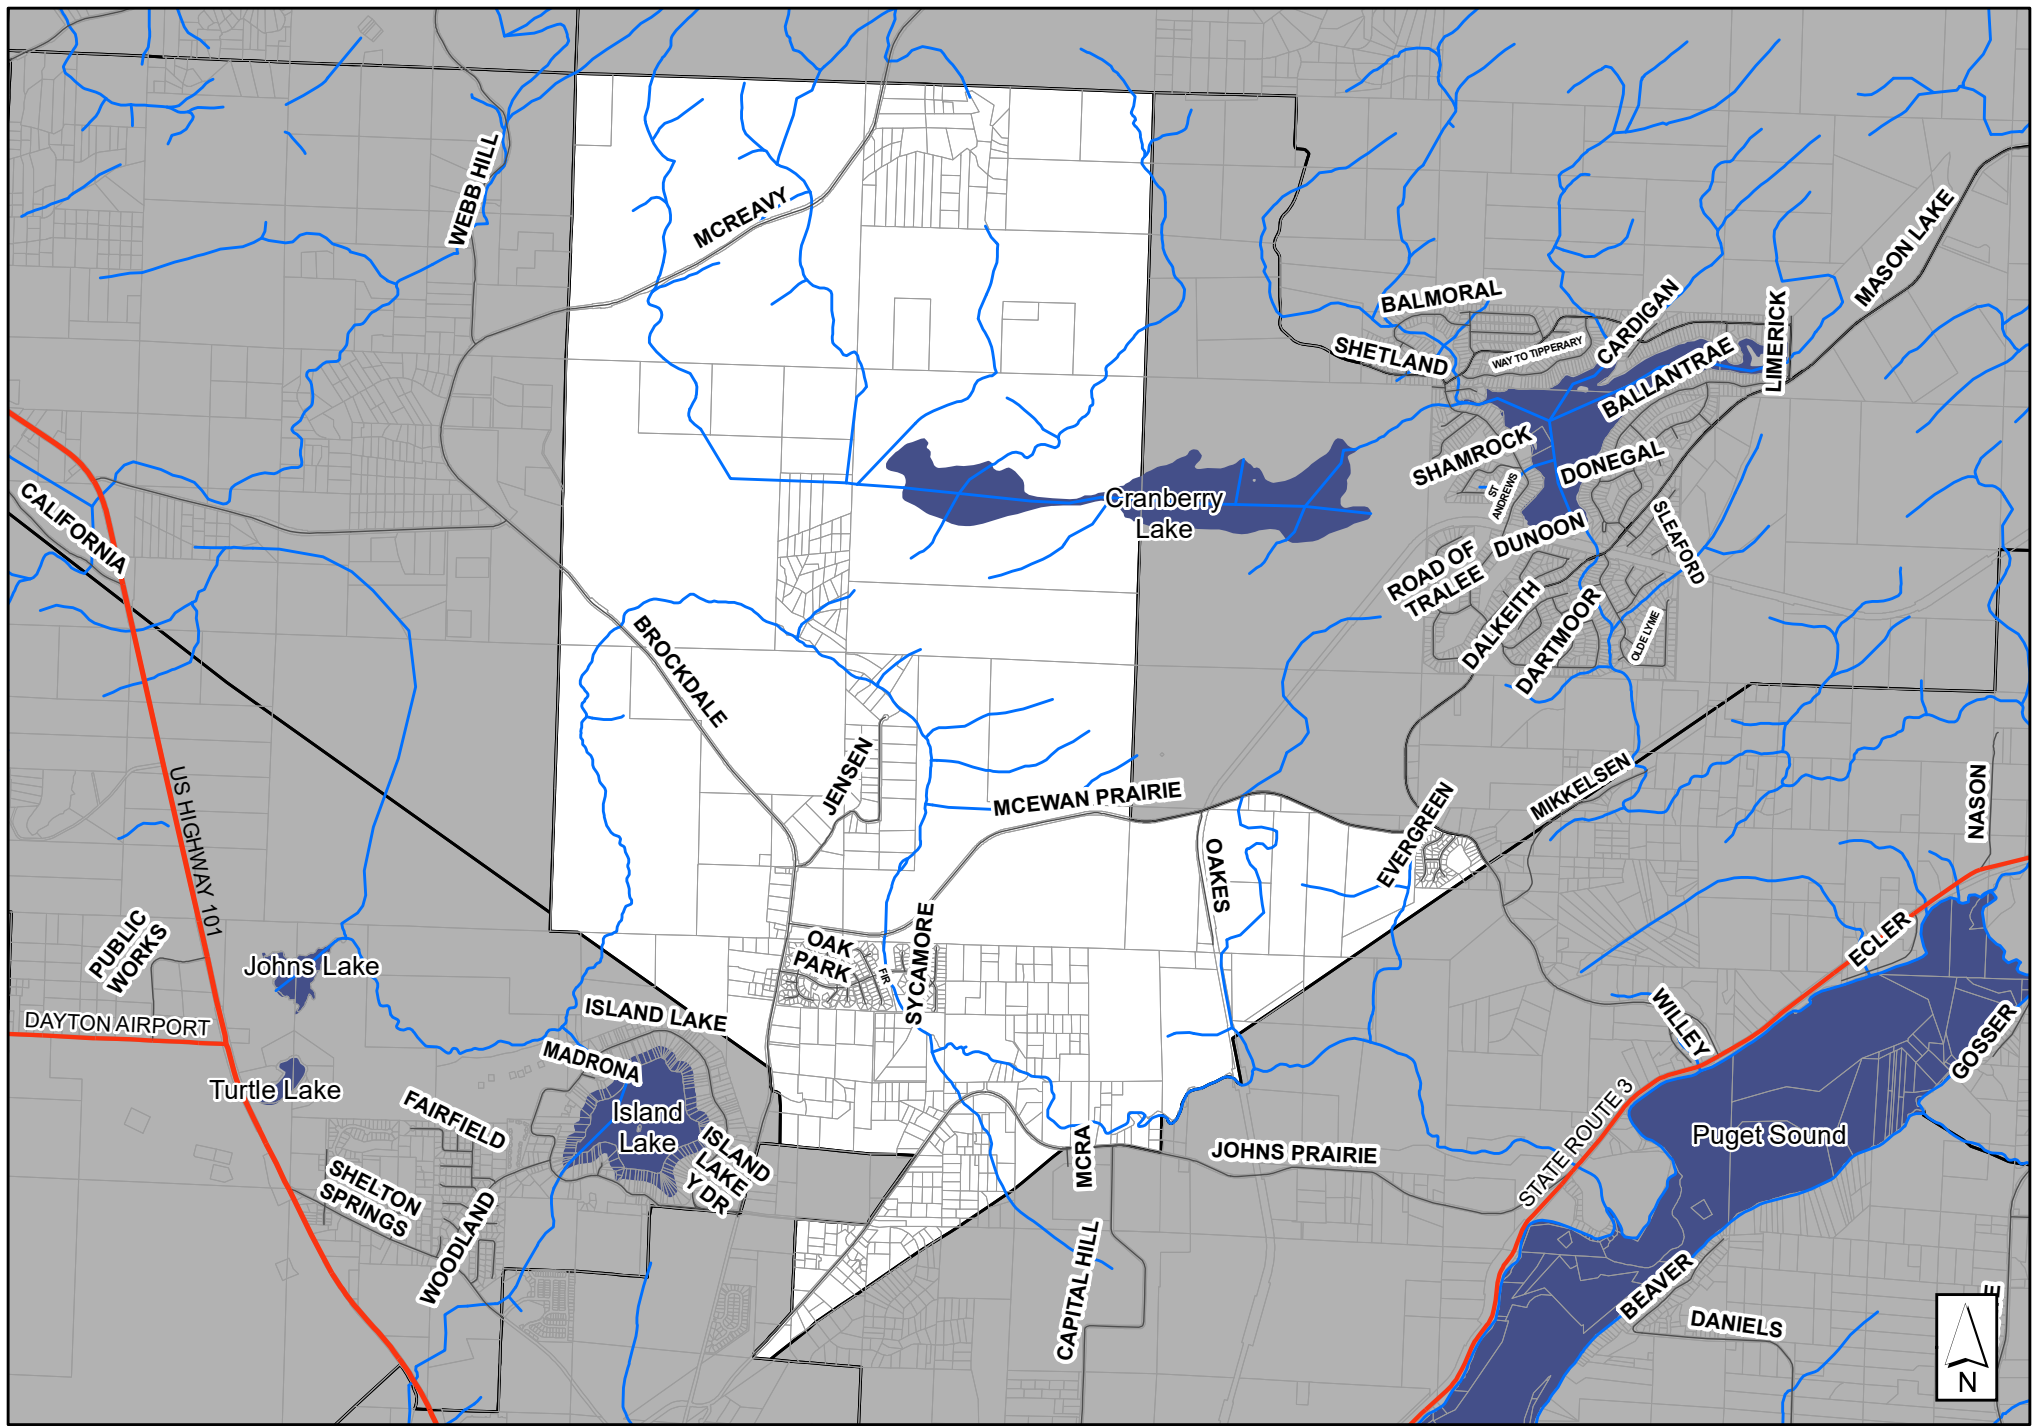 WEBB HILL
MCREAVY
MASON LAKE
BALMORAL
CARDIGAN
LIMERICK
SHETLAND
WAY TO TIPPERARY
BALLANTRAE
SHAMROCK
DONEGAL
ST
ANDREWS
CALIFORNIA
Cranberry
Lake
DUNOON
SLEAFORD
ROAD OF
TRALEE
DALKEITH
DARTMOOR
OLDE LYME
BROCKDALE
JENSEN
MCEWAN PRAIRIE
MIKKELSEN
EVERGREEN
NASON
US HIGHWAY 101
OAKES
PUBLIC
WORKS
OAK
PARK
FIR
SYCAMORE
ECLER
Johns Lake
DAYTON AIRPORT
ISLAND LAKE
WILLEY
GOSSER
MADRONA
Turtle Lake
FAIRFIELD
Island
Lake
ISLAND
LAKE
Y DR
STATE ROUTE 3
Puget Sound
MCRA
JOHNS PRAIRIE
SHELTON
SPRINGS
WOODLAND
CAPITAL HILL
BEAVER
DANIELS
E
N